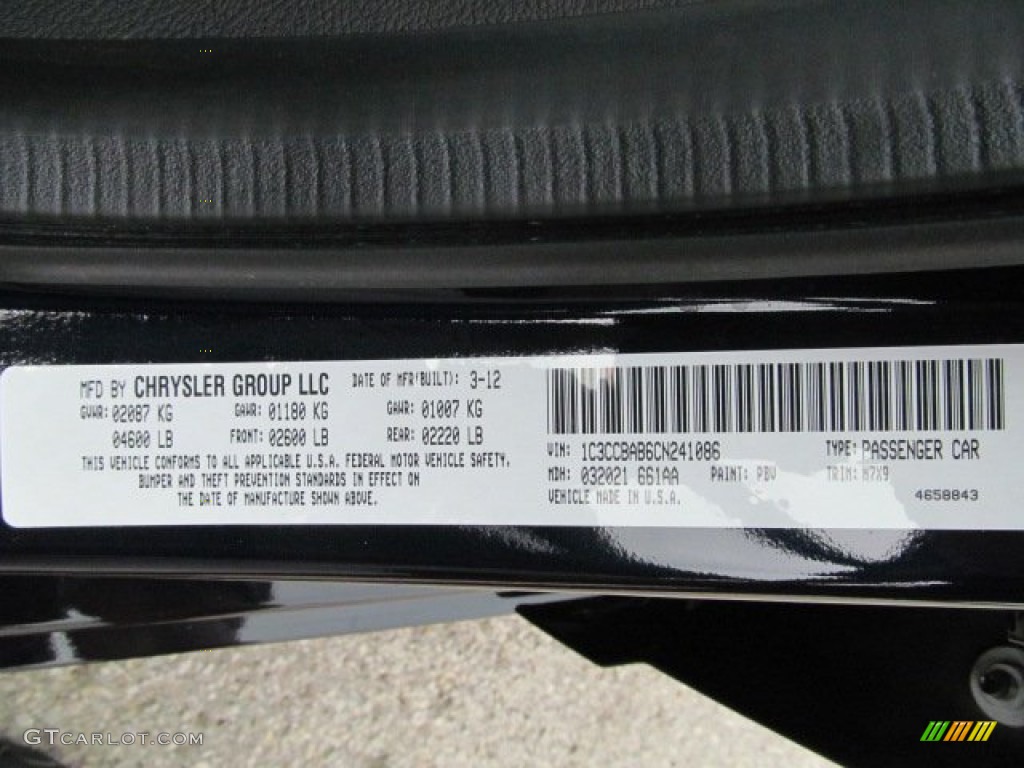 MFD BY CHRYSLER GROUP LLC DATE OF MFR(BUILT): 3-12
GVWR: 02087 KG GAWR: 01180 KG GAWR: 01007 KG
04600 LB FRONT: 02600 LB REAR: 02220 LB
THIS VEHICLE CONFORMS TO ALL APPLICABLE U.S.A. FEDERAL MOTOR VEHICLE SAFETY,
BUMPER AND THEFT PREVENTION STANDARDS IN EFFECT ON
THE DATE OF MANUFACTURE SHOWN ABOVE.
VIN: 1C3CCBAB6CN241086 TYPE: PASSENGER CAR
MDH: 032021 661AA PAINT: PBV TRIM: M7X9
VEHICLE MADE IN U.S.A. 4658843
GTCARLOT.COM